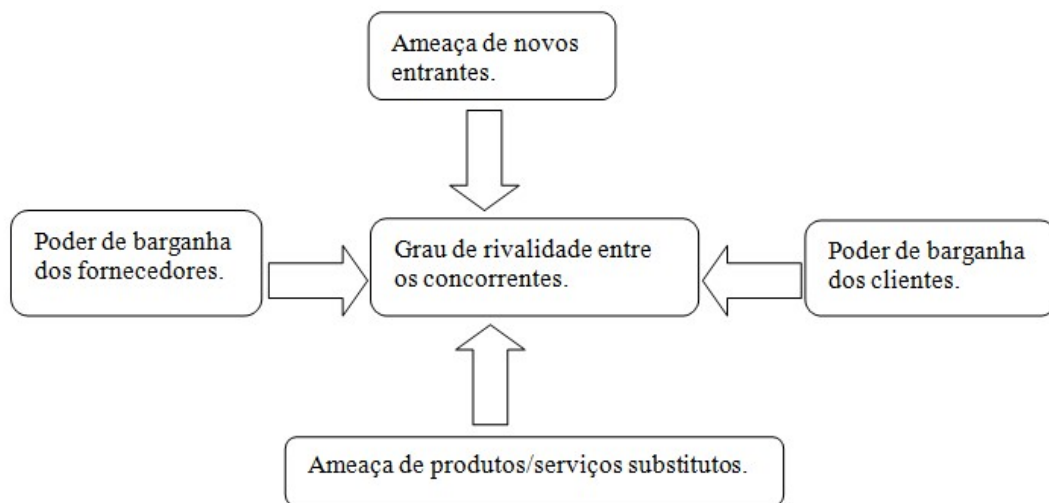 Ameaça de novos
entrantes.
Poder de barganha
dos fornecedores.
Grau de rivalidade entre
os concorrentes.
Poder de barganha
dos clientes.
Ameaça de produtos/serviços substitutos.